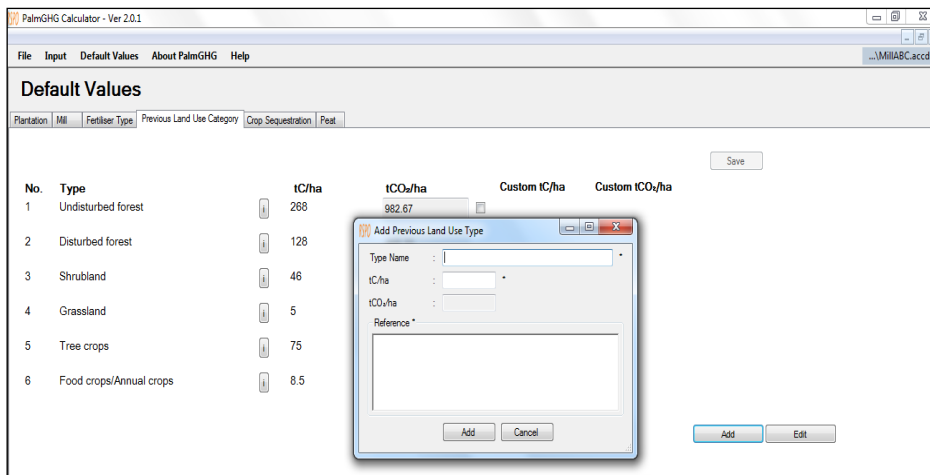 RSPO PalmGHG Calculator - Ver 2.0.1
File Input Default Values About PalmGHG Help ...\MillABC.accd
Default Values
Plantation Mill Fertiliser Type Previous Land Use Category Crop Sequestration Peat
Save
No. Type tC/ha tCO₂/ha Custom tC/ha Custom tCO₂/ha
1 Undisturbed forest i 268 982.67
RSPO Add Previous Land Use Type
2 Disturbed forest i 128
Type Name : *
3 Shrubland i 46
tC/ha : *
tCO₂/ha :
4 Grassland i 5
Reference *
5 Tree crops i 75
6 Food crops/Annual crops i 8.5
Add Cancel
Add Edit